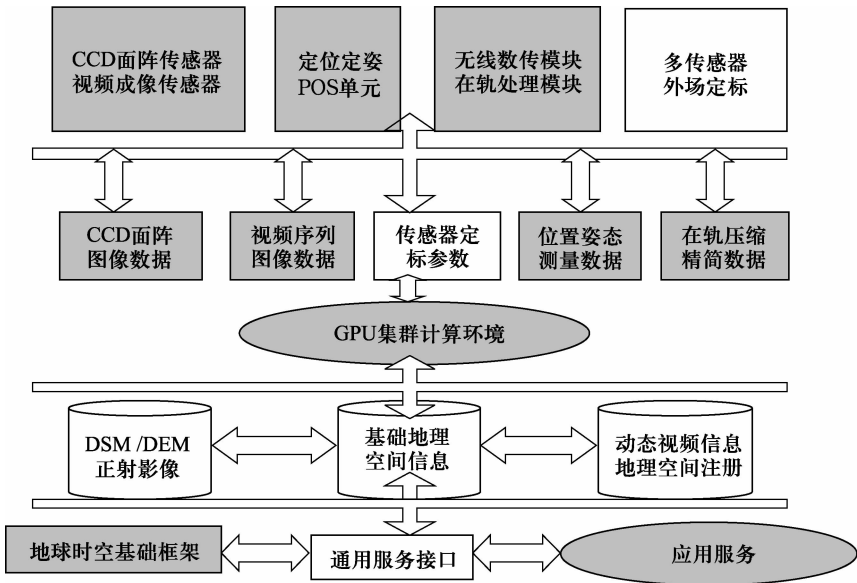 CCD面阵传感器
视频成像传感器
定位定姿
POS单元
无线数传模块
在轨处理模块
多传感器
外场定标
CCD面阵
图像数据
视频序列
图像数据
传感器定
标参数
位置姿态
测量数据
在轨压缩
精简数据
GPU集群计算环境
DSM /DEM
正射影像
基础地理
空间信息
动态视频信息
地理空间注册
地球时空基础框架
通用服务接口
应用服务